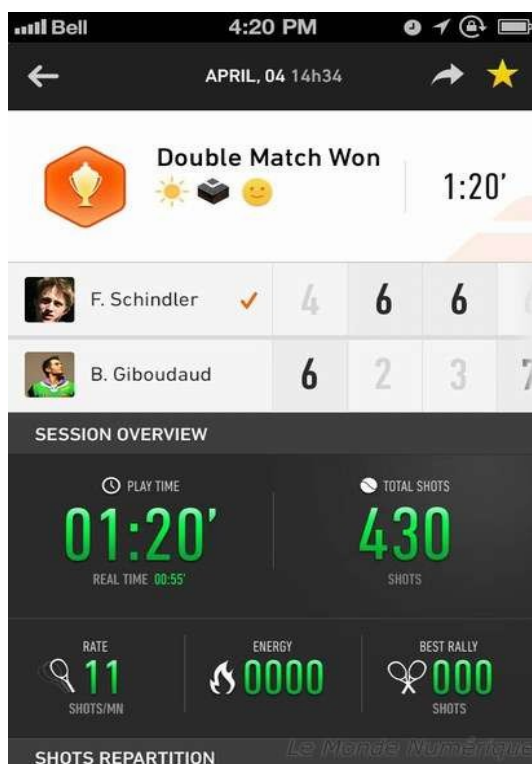 Bell 4:20 PM
APRIL, 04 14h34
Double Match Won
1:20'
F. Schindler 4 6 6
B. Giboudaud 6 2 3 7
SESSION OVERVIEW
PLAY TIME TOTAL SHOTS
01:20' 430
REAL TIME 00:55' SHOTS
RATE ENERGY BEST RALLY
11 0000 000
SHOTS/MN SHOTS
SHOTS REPARTITION
Le Monde Numérique